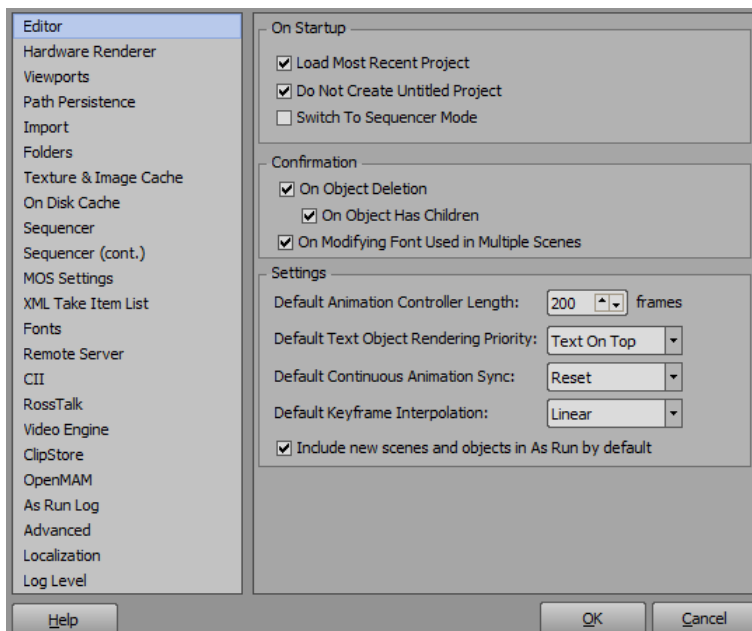 Editor
Hardware Renderer
Viewports
Path Persistence
Import
Folders
Texture & Image Cache
On Disk Cache
Sequencer
Sequencer (cont.)
MOS Settings
XML Take Item List
Fonts
Remote Server
CII
RossTalk
Video Engine
ClipStore
OpenMAM
As Run Log
Advanced
Localization
Log Level
On Startup
Load Most Recent Project
Do Not Create Untitled Project
Switch To Sequencer Mode
Confirmation
On Object Deletion
On Object Has Children
On Modifying Font Used in Multiple Scenes
Settings
Default Animation Controller Length: 200 frames
Default Text Object Rendering Priority: Text On Top
Default Continuous Animation Sync: Reset
Default Keyframe Interpolation: Linear
Include new scenes and objects in As Run by default
Help OK Cancel